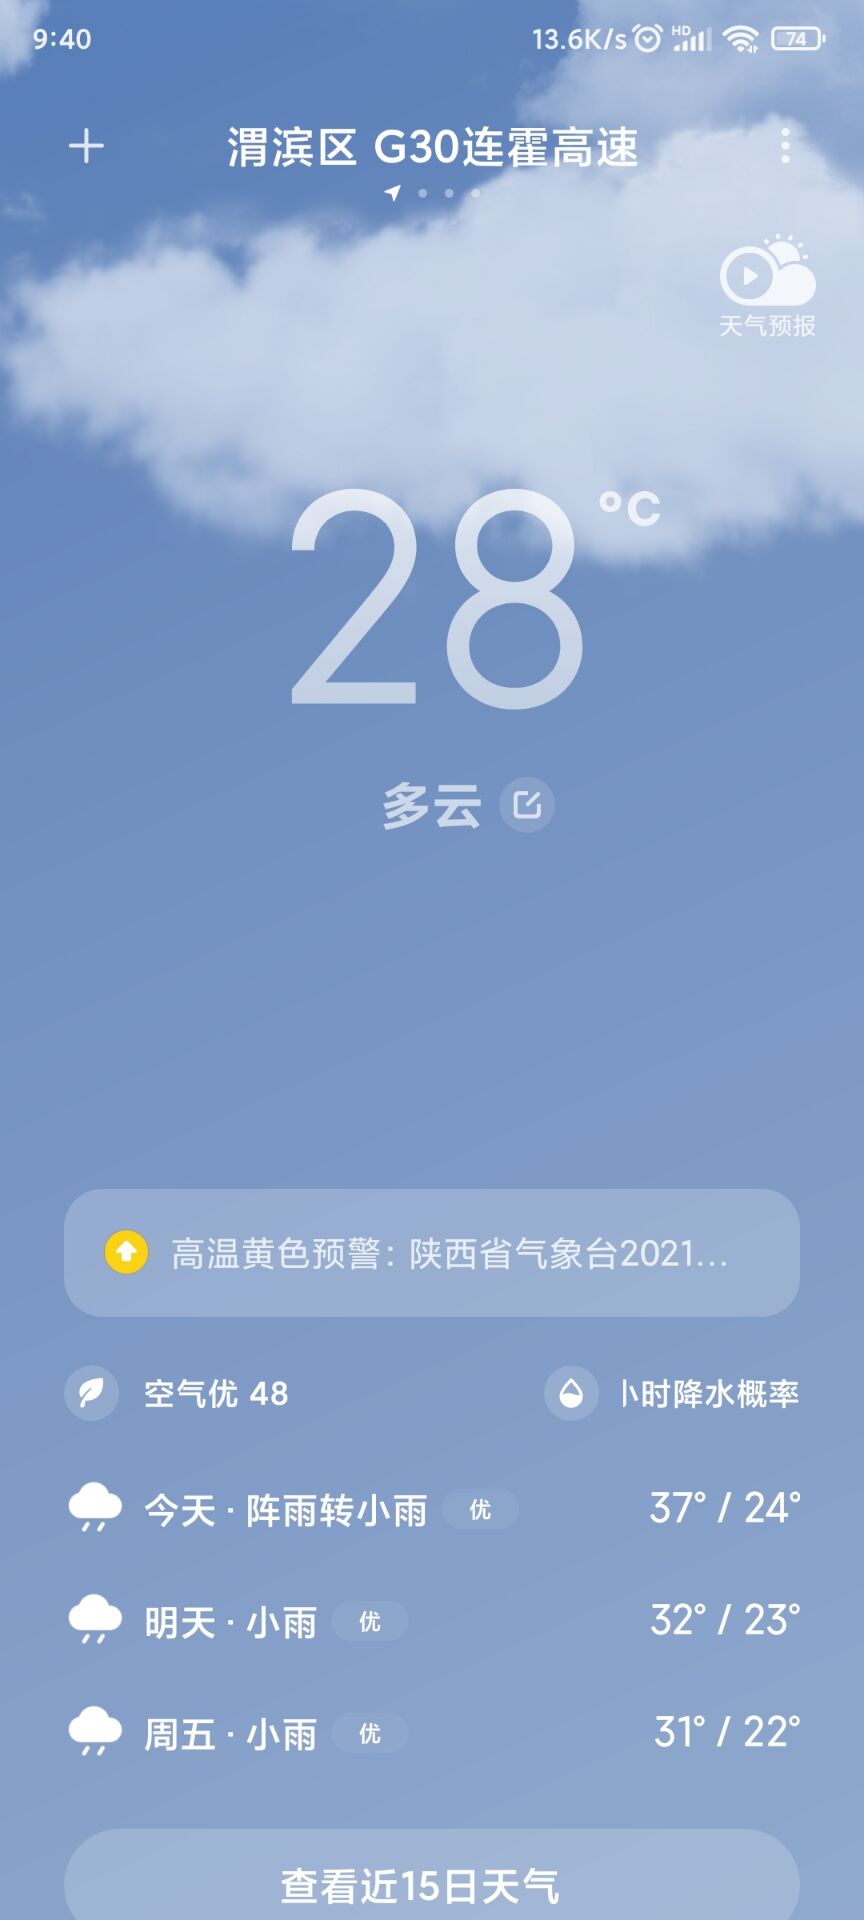 9:40 13.6K/s HD 74
渭滨区 G30连霍高速
天气预报
28 °C
多云
高温黄色预警：陕西省气象台2021...
空气优 48 时降水概率
今天 · 阵雨转小雨 优 37° / 24°
明天 · 小雨 优 32° / 23°
周五 · 小雨 优 31° / 22°
查看近15日天气